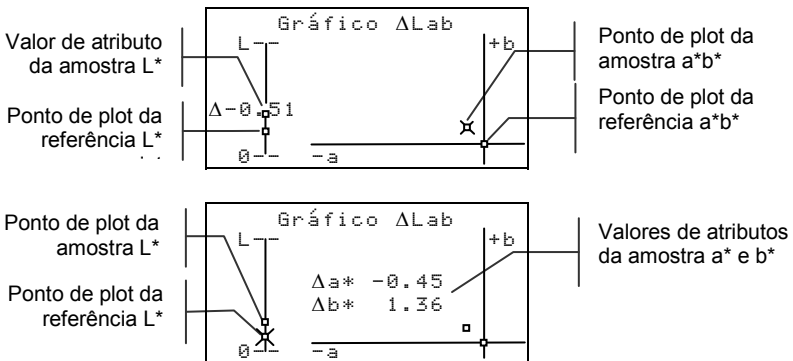 Gráfico ΔLab
Valor de atributo
da amostra L*
Ponto de plot da
referência L*
L
Δ-0.51
0
-a
+b
Ponto de plot da
amostra a*b*
Ponto de plot da
referência a*b*
Gráfico ΔLab
Ponto de plot da
amostra L*
Ponto de plot da
referência L*
L
Δa* -0.45
Δb* 1.36
0
-a
+b
Valores de atributos
da amostra a* e b*